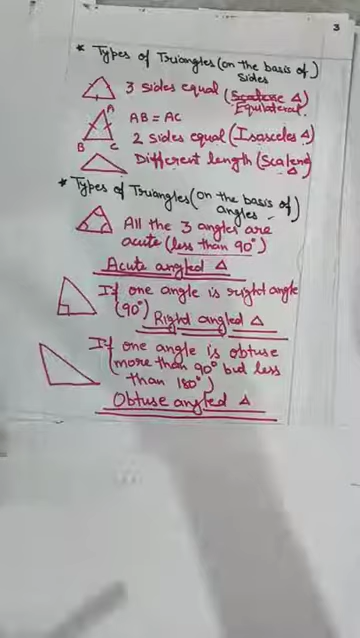 3
* Types of Triangles (on the basis of)
sides
3 sides equal (Scalene Δ)
Equilateral
A
AB = AC
B C
2 sides equal (Isosceles Δ)
Different length (Scalene
Δ)
* Types of Triangles (on the basis of)
angles
All the 3 angles are
acute (less than 90°)
Acute angled Δ
If one angle is right angle
(90°)
Right angled Δ
If one angle is obtuse
(more than 90° but less
than 180°)
Obtuse angled Δ